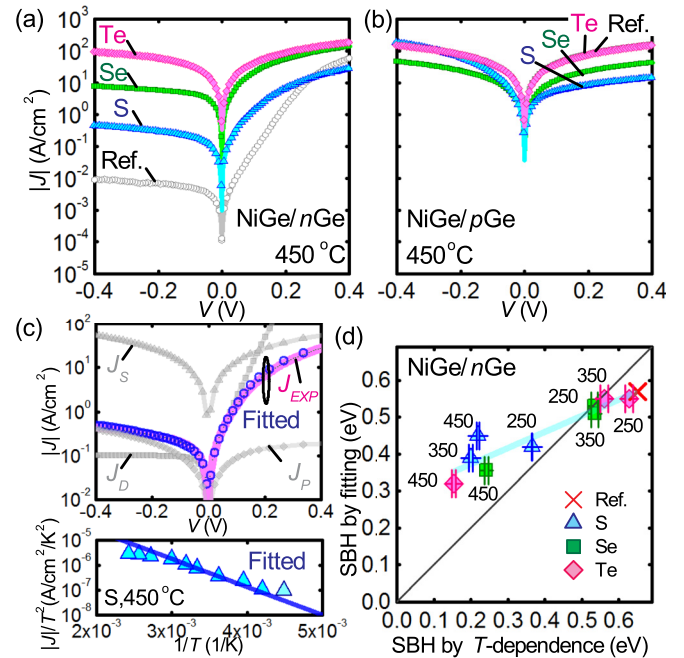 (a)
10³
10²
10¹
10⁰
10⁻¹
10⁻²
10⁻³
10⁻⁴
10⁻⁵
|J| (A/cm²)
Te
Se
S
Ref.
NiGe/nGe
450 °C
-0.4 -0.2 0.0 0.2 0.4
V (V)
(b)
Te
Ref.
Se
S
NiGe/pGe
450°C
-0.4 -0.2 0.0 0.2 0.4
V (V)
(c)
10²
10¹
10⁰
10⁻¹
10⁻²
|J| (A/cm²)
J_S
J_EXP
Fitted
J_D
J_P
-0.4 -0.2 0.0 0.2 0.4
V (V)
10⁻⁵
10⁻⁶
10⁻⁷
10⁻⁸
|J|/T² (A/cm²/K²)
Fitted
S,450°C
2x10⁻³ 3x10⁻³ 4x10⁻³ 5x10⁻³
1/T (1/K)
(d)
NiGe/nGe
0.6
0.5
0.4
0.3
0.2
0.1
0.0
SBH by fitting (eV)
350
250
450
250
350
350
250
450
450
Ref.
S
Se
Te
0.0 0.1 0.2 0.3 0.4 0.5 0.6
SBH by T-dependence (eV)